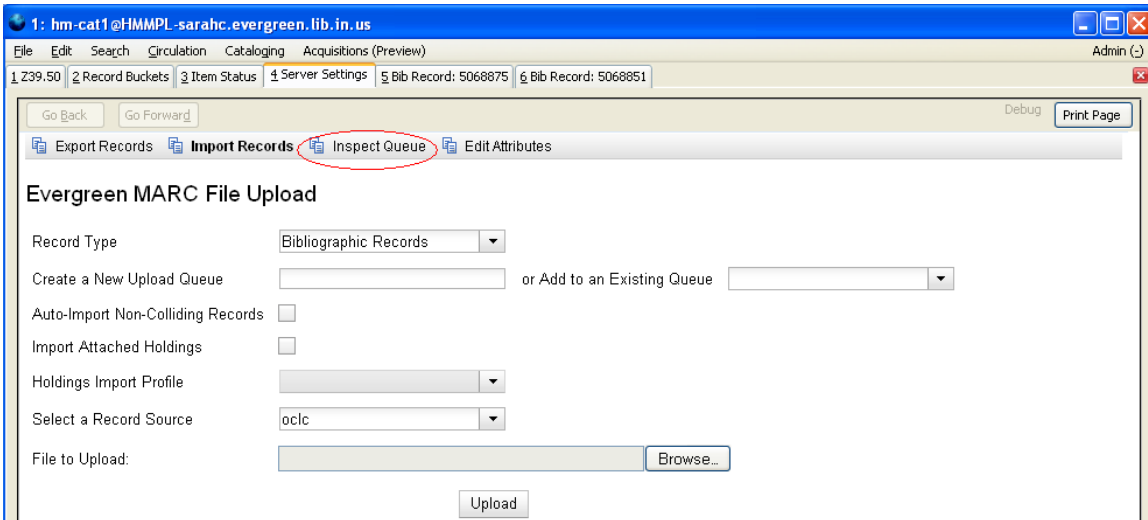 1: hm-cat1@HMMPL-sarahc.evergreen.lib.in.us
File Edit Search Circulation Cataloging Acquisitions (Preview) Admin (-)
1 Z39.50 2 Record Buckets 3 Item Status 4 Server Settings 5 Bib Record: 5068875 6 Bib Record: 5068851
Go Back Go Forward Debug Print Page
Export Records Import Records Inspect Queue Edit Attributes
Evergreen MARC File Upload
Record Type Bibliographic Records
Create a New Upload Queue or Add to an Existing Queue
Auto-Import Non-Colliding Records
Import Attached Holdings
Holdings Import Profile
Select a Record Source oclc
File to Upload: Browse...
Upload